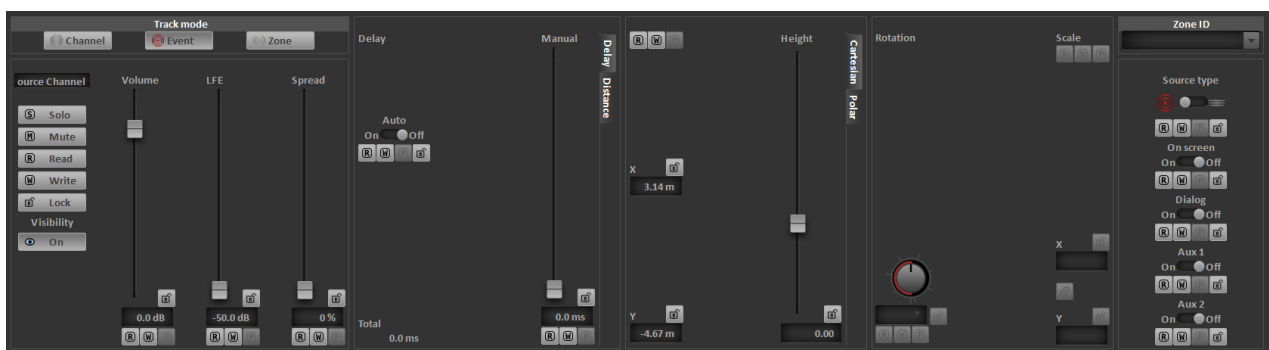 Track mode
Channel
Event
Zone
ource Channel
Volume
LFE
Spread
S Solo
M Mute
R Read
W Write
Lock
Visibility
On
0.0 dB
-50.0 dB
0 %
R W P
R W P
R W P
Delay
Manual
Auto
On Off
R W P
Total
0.0 ms
0.0 ms
R W P
Delay
Distance
R W P
Height
X
3.14 m
Y
-4.67 m
0.00
Cartesian
Polar
Rotation
Scale
R W P
X
Y
R W P
Zone ID
Source type
R W P
On screen
On Off
R W P
Dialog
On Off
R W P
Aux 1
On Off
R W P
Aux 2
On Off
R W P